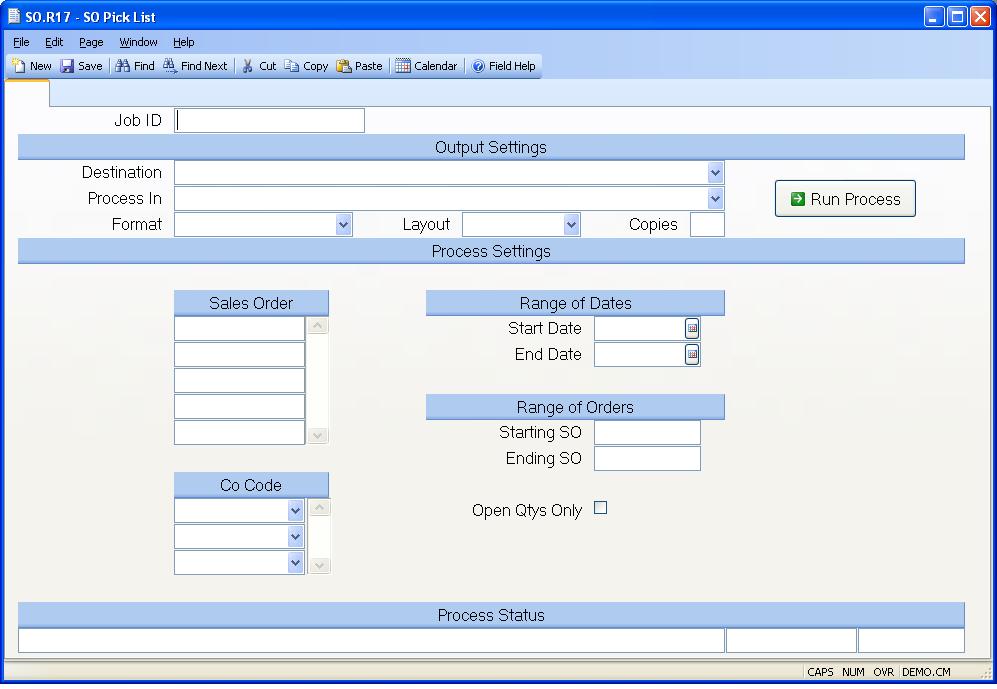 SO.R17 - SO Pick List
File Edit Page Window Help
New Save Find Find Next Cut Copy Paste Calendar Field Help
Job ID
Output Settings
Destination
Process In
Run Process
Format Layout Copies
Process Settings
Sales Order Range of Dates
Start Date
End Date
Range of Orders
Starting SO
Ending SO
Co Code
Open Qtys Only
Process Status
CAPS NUM OVR DEMO.CM